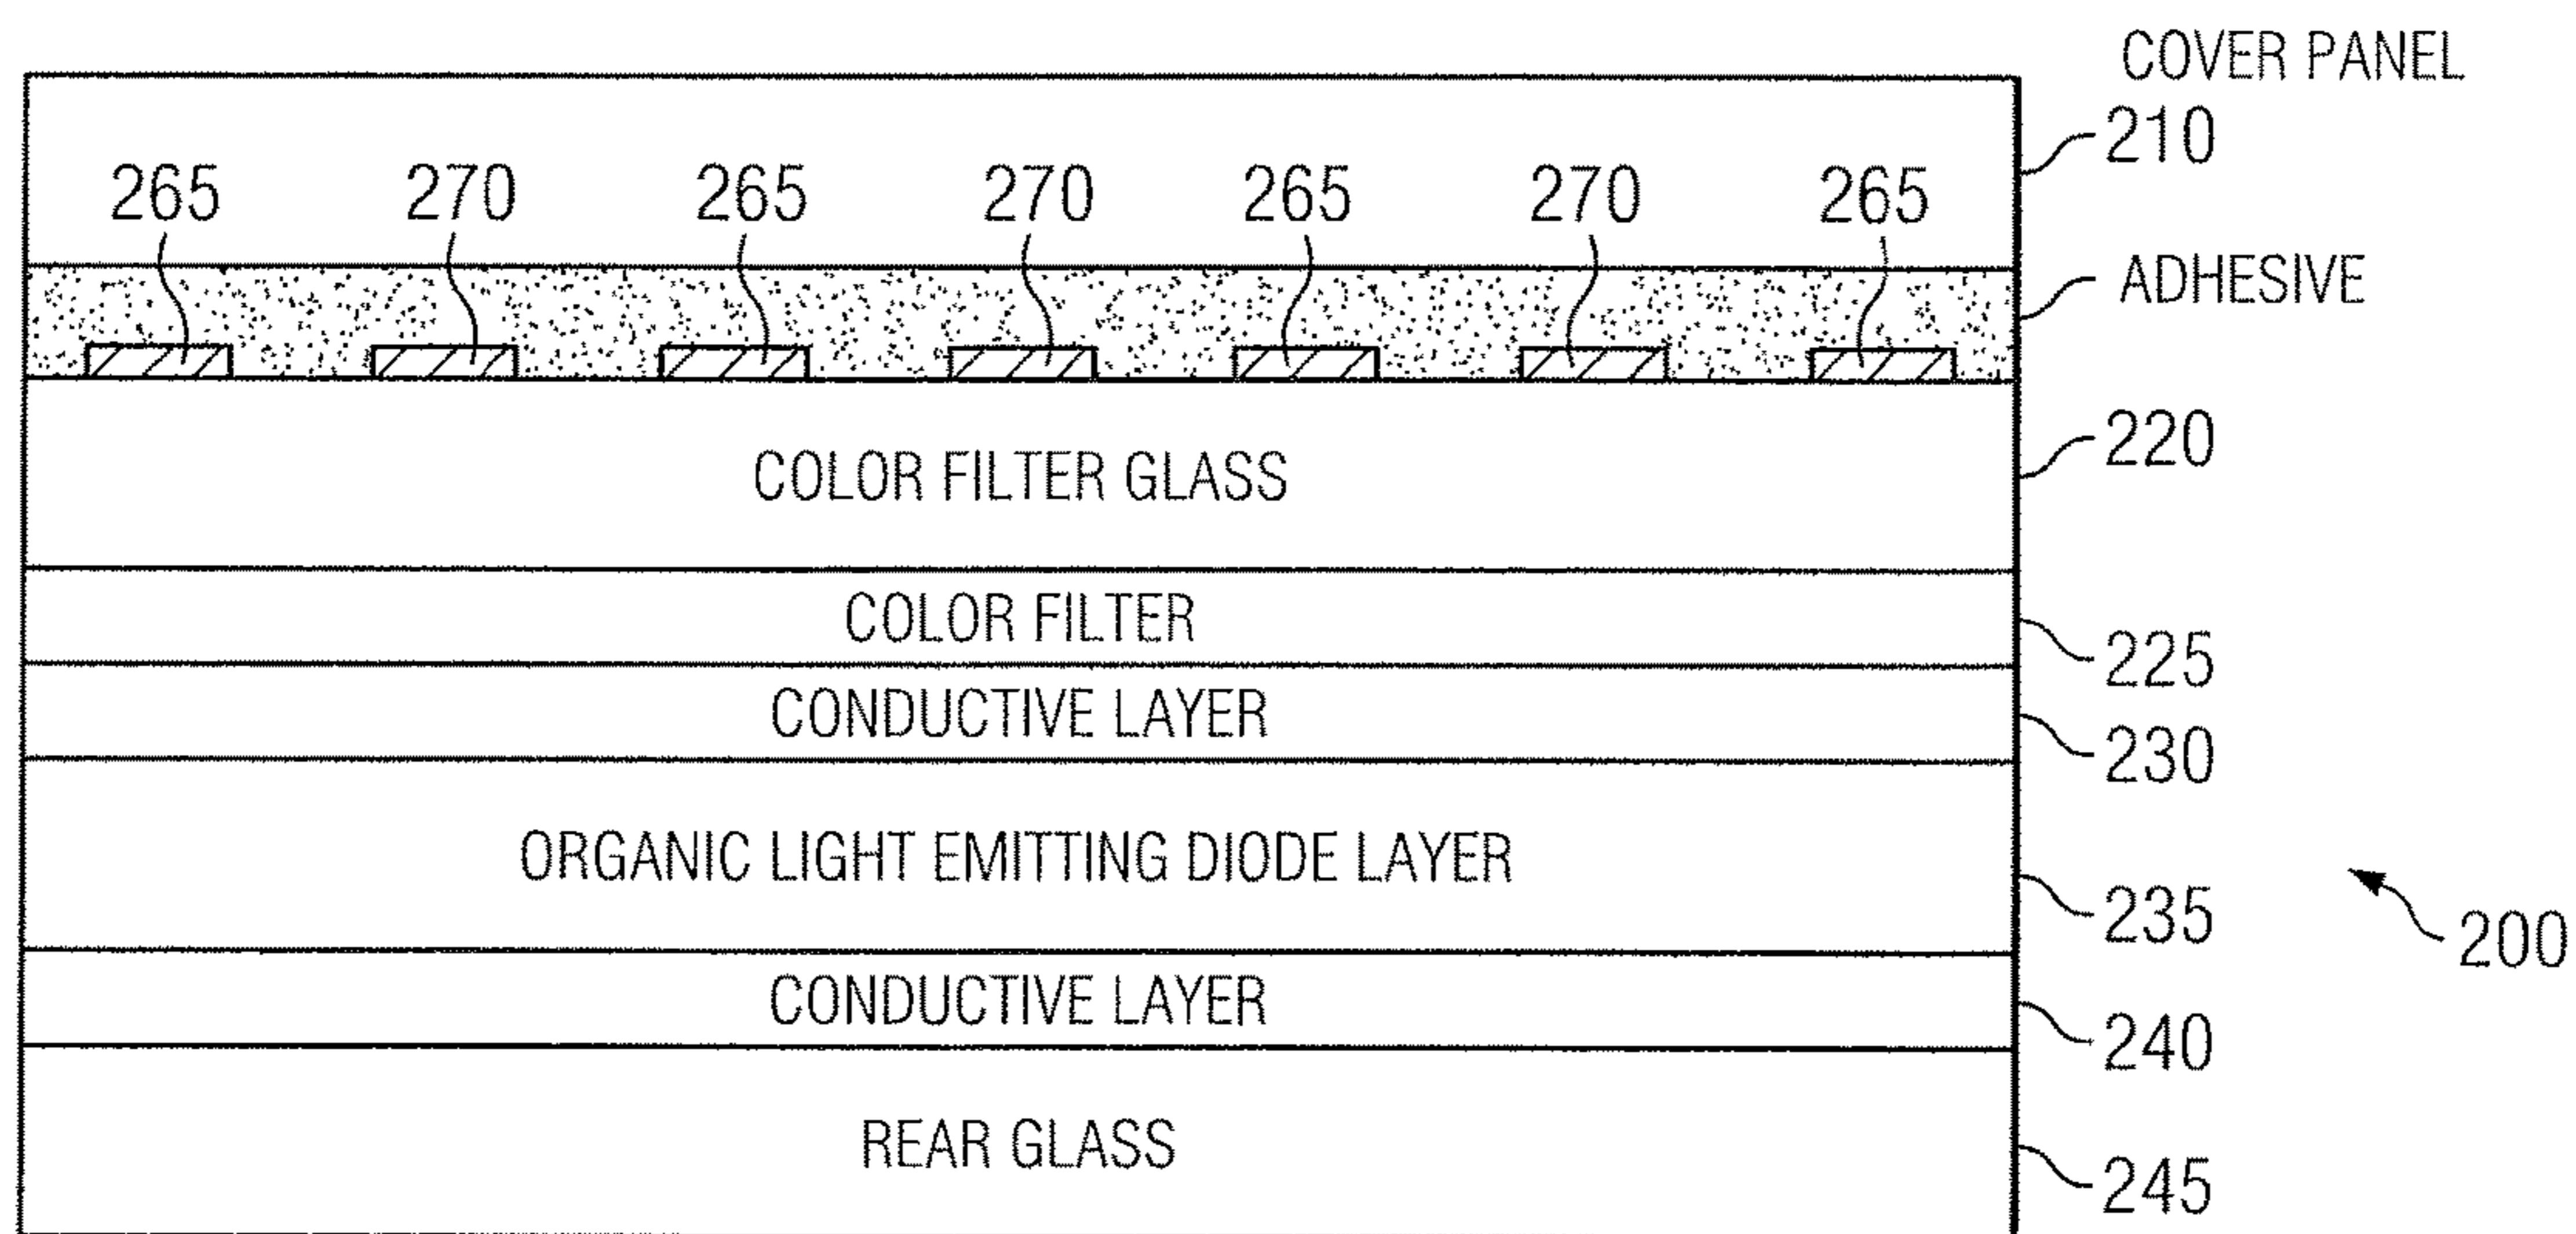 COVER PANEL
210
265 270 265 270 265 270 265
ADHESIVE
220
COLOR FILTER GLASS
COLOR FILTER
225
CONDUCTIVE LAYER
230
ORGANIC LIGHT EMITTING DIODE LAYER
235
200
CONDUCTIVE LAYER
240
REAR GLASS
245